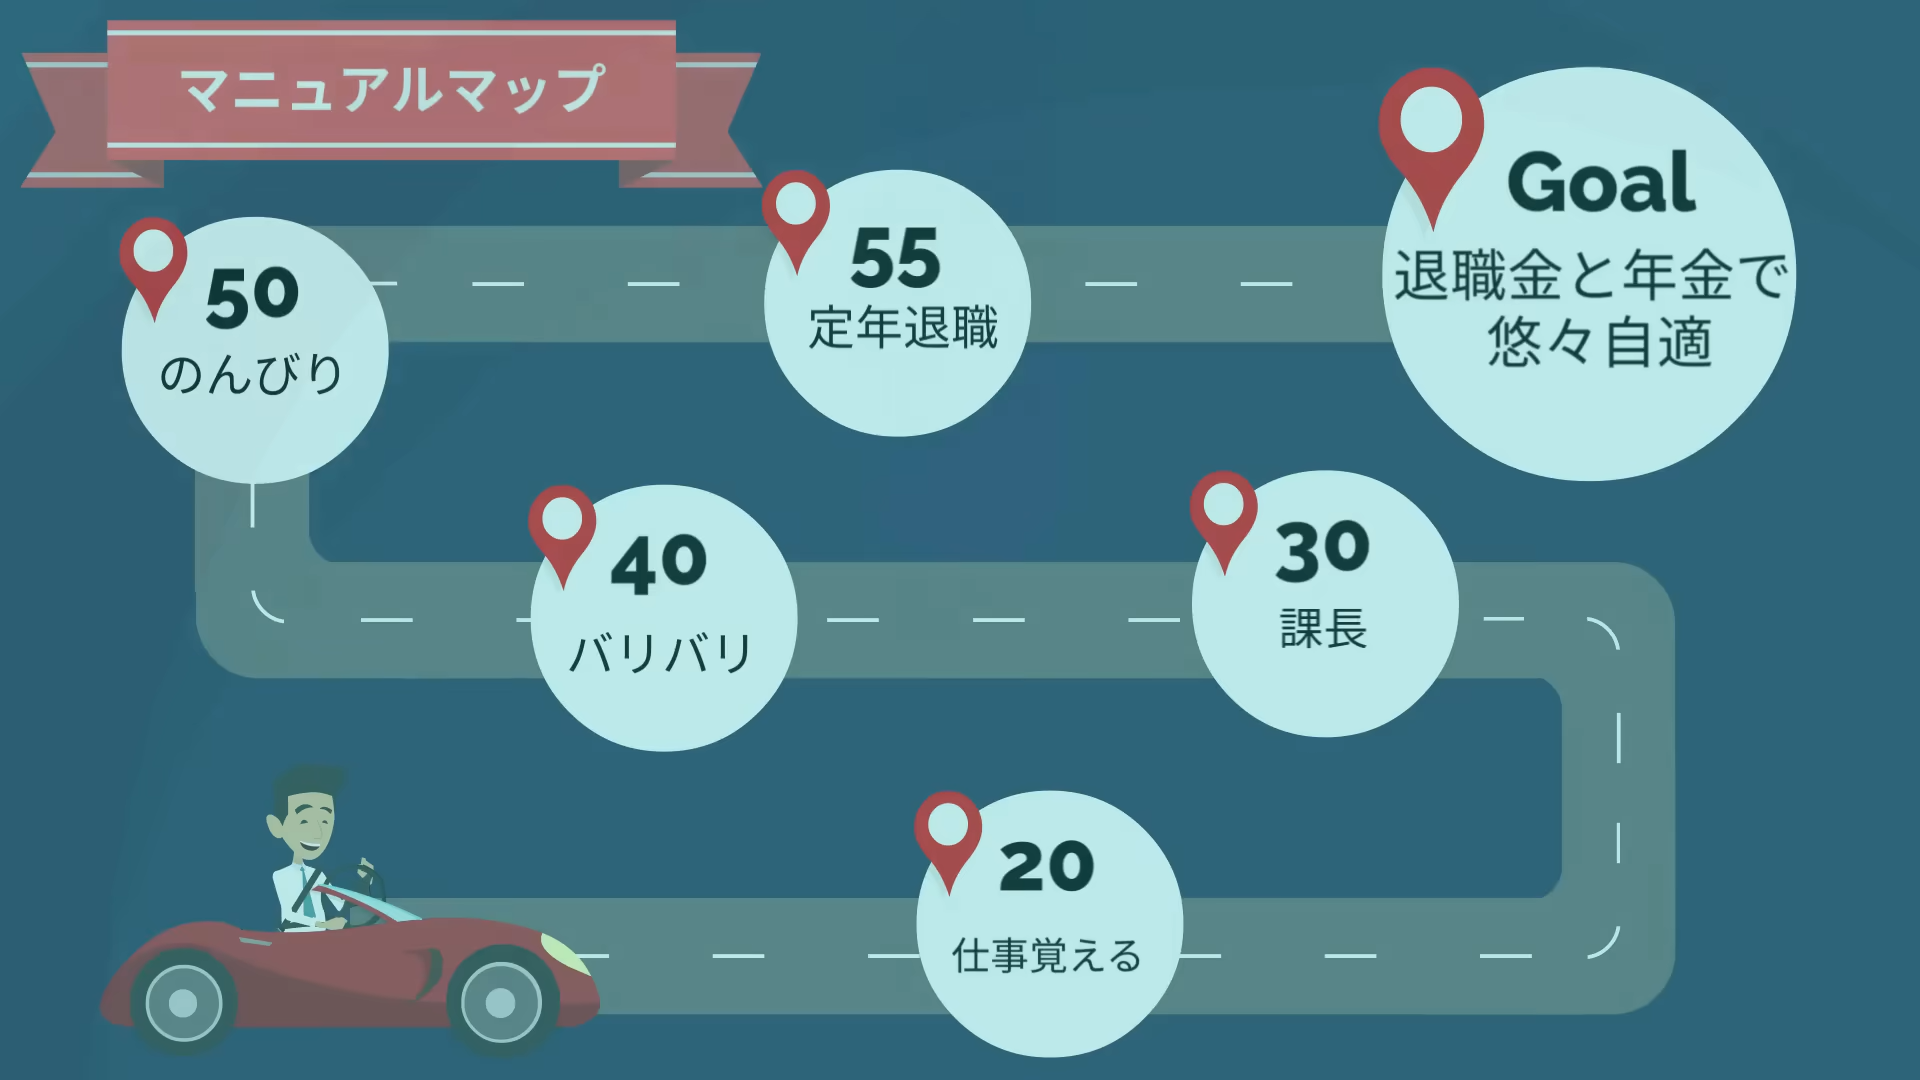 マニュアルマップ
50
のんびり
55
定年退職
Goal
退職金と年金で
悠々自適
40
バリバリ
30
課長
20
仕事覚える